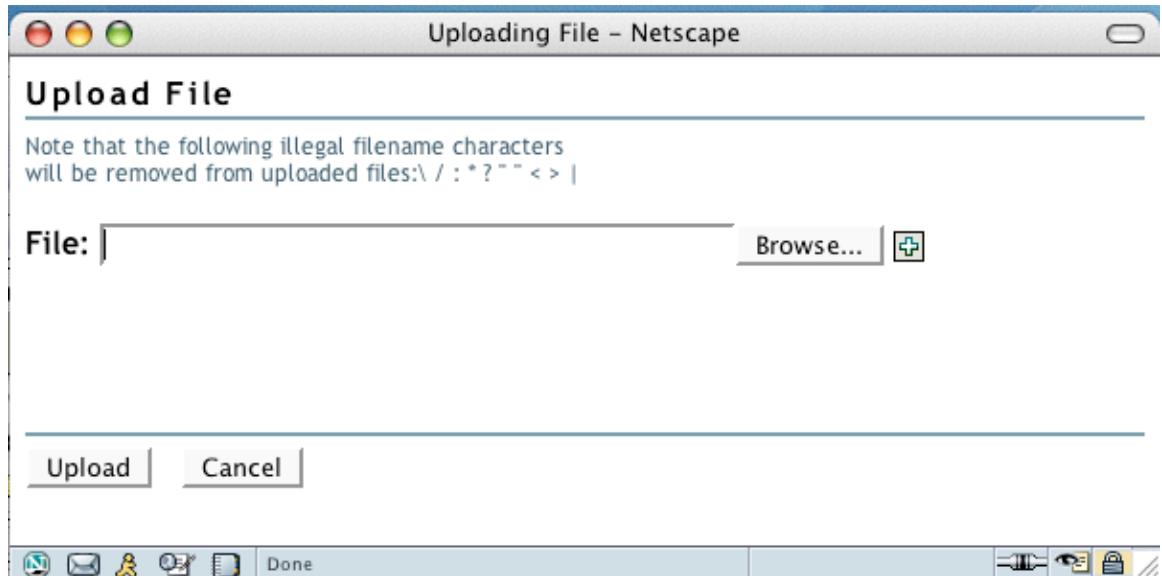 Uploading File – Netscape
Upload File
Note that the following illegal filename characters
will be removed from uploaded files:\ / : * ? ˜ ˜ < > |
File:
Browse...
Upload
Cancel
Done